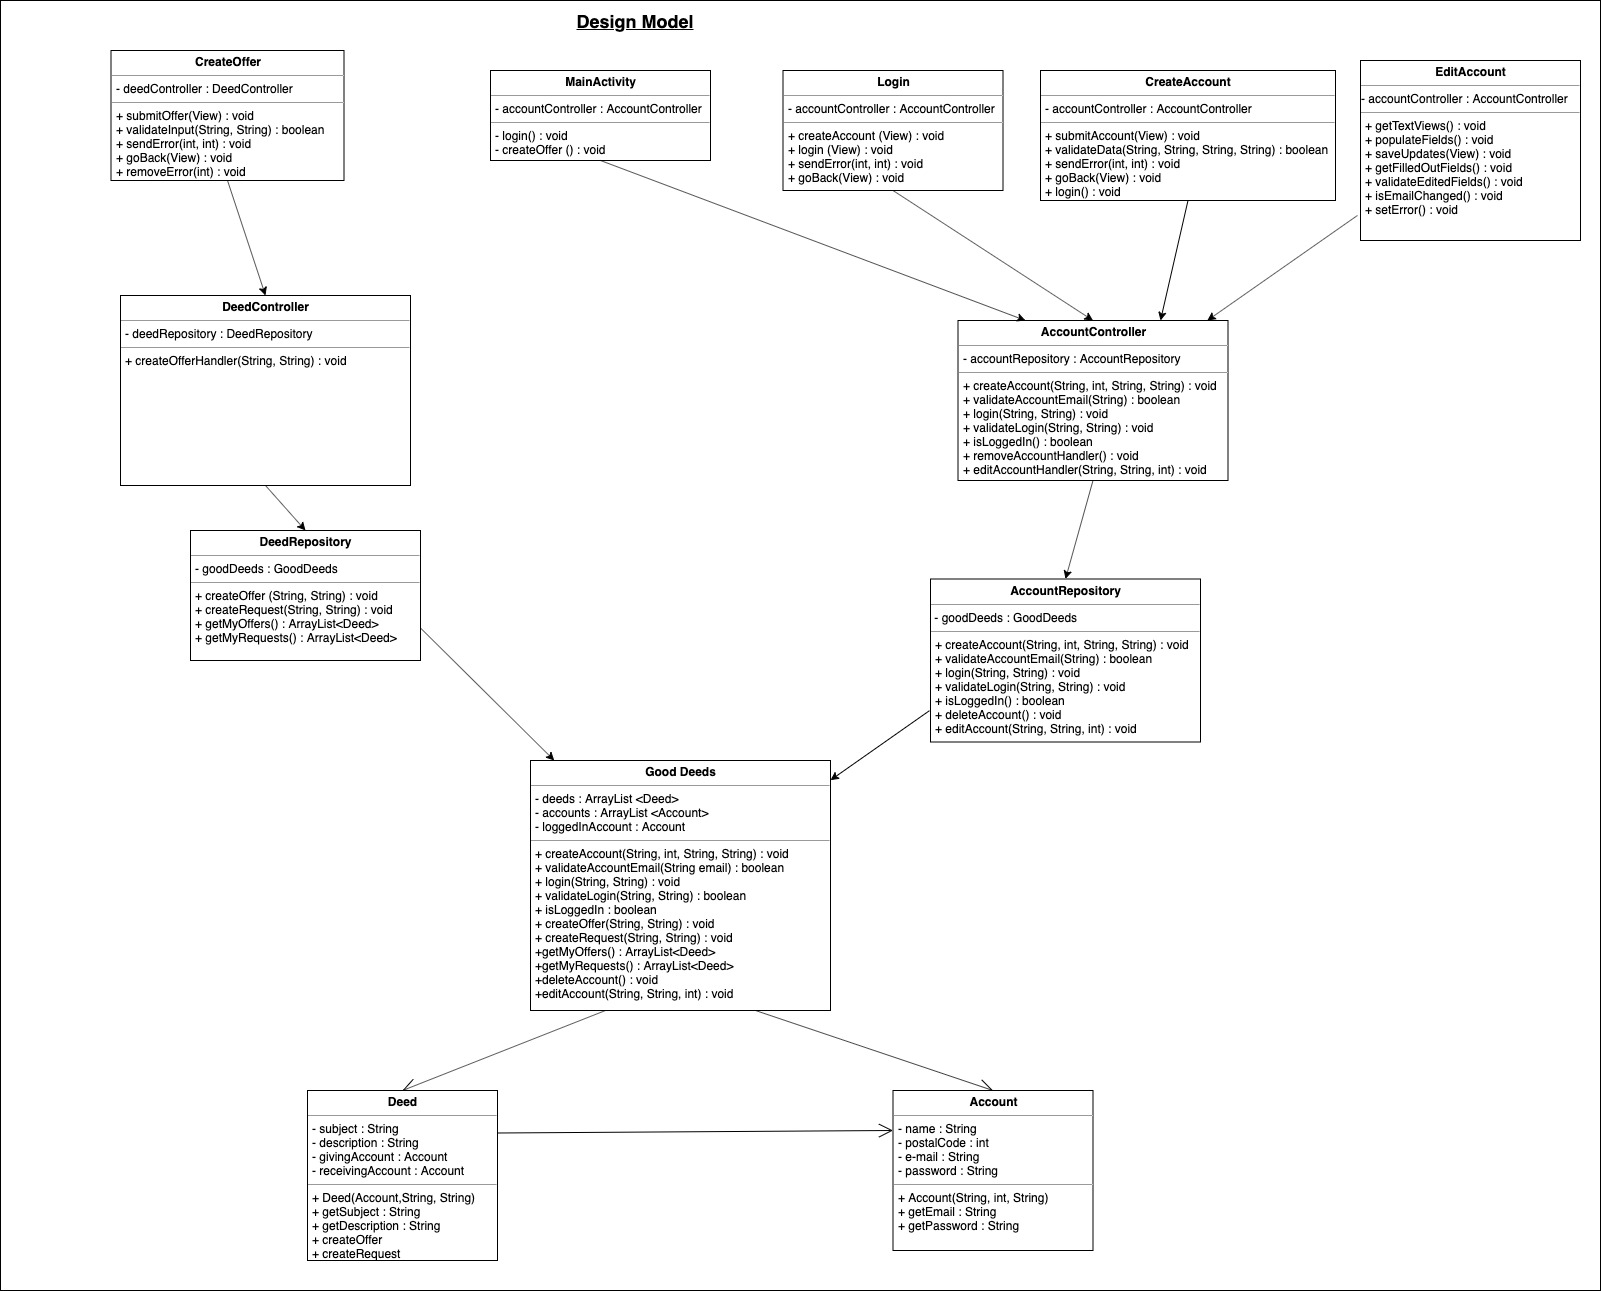 Design Model
CreateOffer
- deedController : DeedController
+ submitOffer(View) : void
+ validateInput(String, String) : boolean
+ sendError(int, int) : void
+ goBack(View) : void
+ removeError(int) : void
MainActivity
- accountController : AccountController
- login() : void
- createOffer () : void
Login
- accountController : AccountController
+ createAccount (View) : void
+ login (View) : void
+ sendError(int, int) : void
+ goBack(View) : void
CreateAccount
- accountController : AccountController
+ submitAccount(View) : void
+ validateData(String, String, String, String) : boolean
+ sendError(int, int) : void
+ goBack(View) : void
+ login() : void
EditAccount
- accountController : AccountController
+ getTextViews() : void
+ populateFields() : void
+ saveUpdates(View) : void
+ getFilledOutFields() : void
+ validateEditedFields() : void
+ isEmailChanged() : void
+ setError() : void
DeedController
- deedRepository : DeedRepository
+ createOfferHandler(String, String) : void
AccountController
- accountRepository : AccountRepository
+ createAccount(String, int, String, String) : void
+ validateAccountEmail(String) : boolean
+ login(String, String) : void
+ validateLogin(String, String) : void
+ isLoggedIn() : boolean
+ removeAccountHandler() : void
+ editAccountHandler(String, String, int) : void
DeedRepository
- goodDeeds : GoodDeeds
+ createOffer (String, String) : void
+ createRequest(String, String) : void
+ getMyOffers() : ArrayList<Deed>
+ getMyRequests() : ArrayList<Deed>
AccountRepository
- goodDeeds : GoodDeeds
+ createAccount(String, int, String, String) : void
+ validateAccountEmail(String) : boolean
+ login(String, String) : void
+ validateLogin(String, String) : void
+ isLoggedIn() : boolean
+ deleteAccount() : void
+ editAccount(String, String, int) : void
Good Deeds
- deeds : ArrayList <Deed>
- accounts : ArrayList <Account>
- loggedInAccount : Account
+ createAccount(String, int, String, String) : void
+ validateAccountEmail(String email) : boolean
+ login(String, String) : void
+ validateLogin(String, String) : boolean
+ isLoggedIn : boolean
+ createOffer(String, String) : void
+ createRequest(String, String) : void
+getMyOffers() : ArrayList<Deed>
+getMyRequests() : ArrayList<Deed>
+deleteAccount() : void
+editAccount(String, String, int) : void
Deed
- subject : String
- description : String
- givingAccount : Account
- receivingAccount : Account
+ Deed(Account,String, String)
+ getSubject : String
+ getDescription : String
+ createOffer
+ createRequest
Account
- name : String
- postalCode : int
- e-mail : String
- password : String
+ Account(String, int, String)
+ getEmail : String
+ getPassword : String